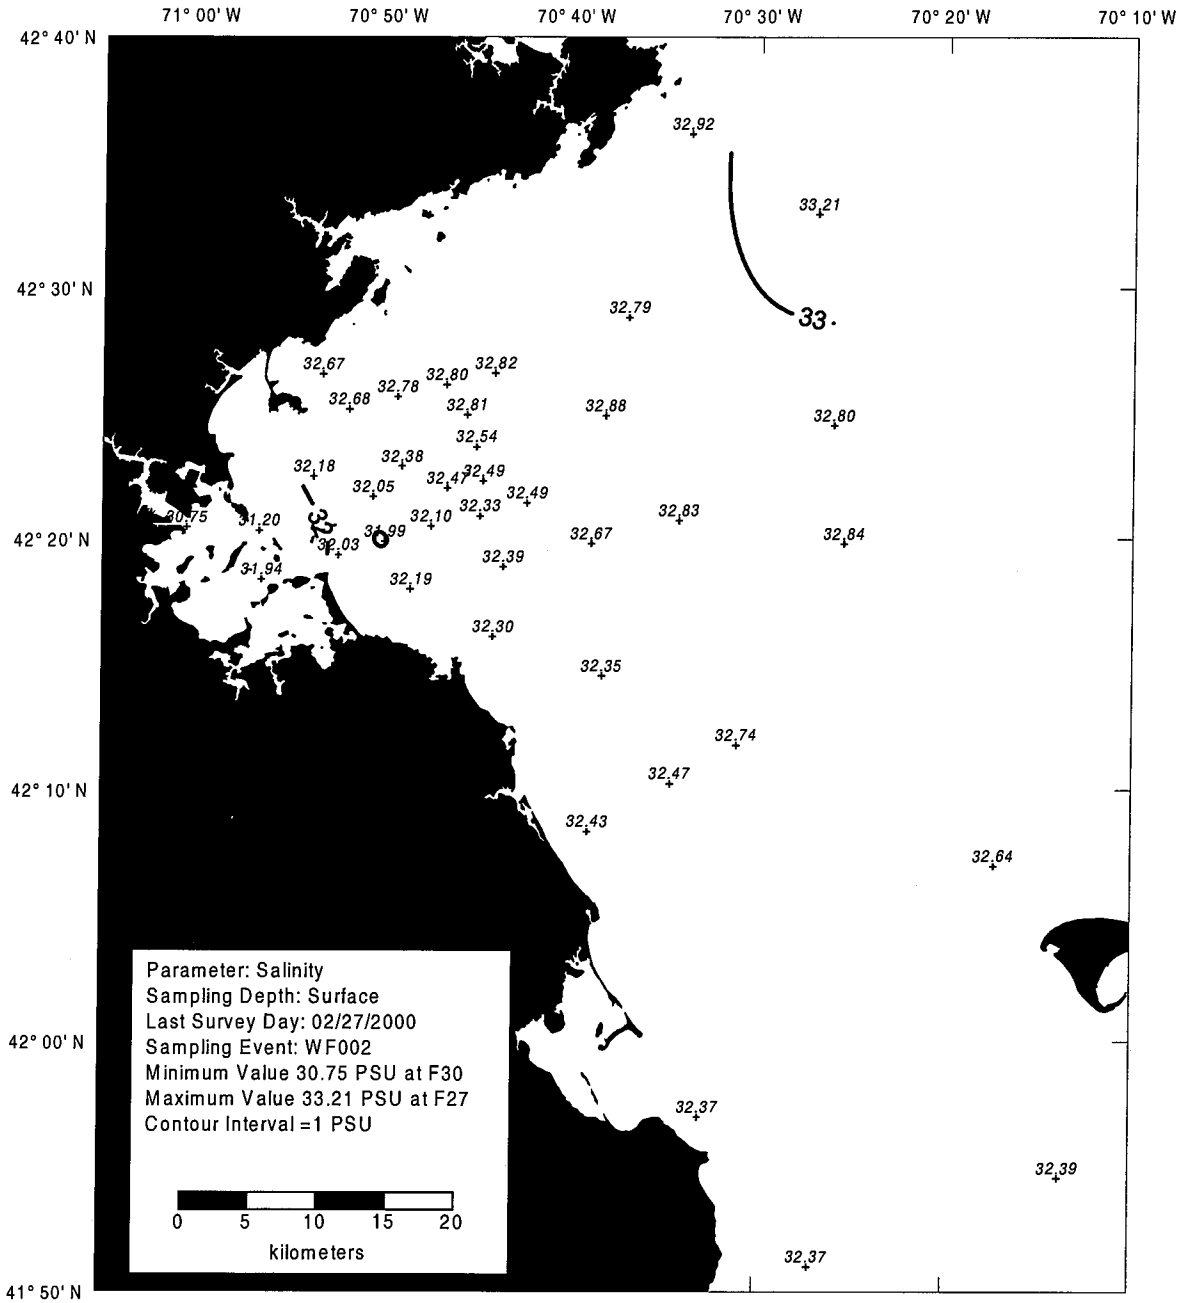 71° 00' W 70° 50' W 70° 40' W 70° 30' W 70° 20' W 70° 10' W
42° 40' N
32.92
33.21
42° 30' N
32.79
33
32.67
32.80
32.82
32.78
32.68
32.81
32.88
32.80
32.54
32.38
32.18
32.47
32.49
32.05
32.49
32.33
32.83
30.75
31.20
32
32.10
31.99
32.67
32.84
42° 20' N
32.03
32.39
31.94
32.19
32.30
32.35
32.74
32.47
42° 10' N
32.43
32.64
Parameter: Salinity
Sampling Depth: Surface
Last Survey Day: 02/27/2000
Sampling Event: WF002
Minimum Value 30.75 PSU at F30
Maximum Value 33.21 PSU at F27
Contour Interval =1 PSU
0 5 10 15 20
kilometers
42° 00' N
32.37
32.39
32.37
41° 50' N